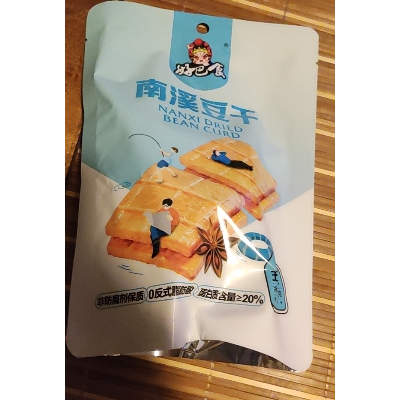 好巴食
南溪豆干
NANXI DRIED
BEAN CURD
非防腐剂保质
0反式脂肪酸
蛋白质含量≥20%